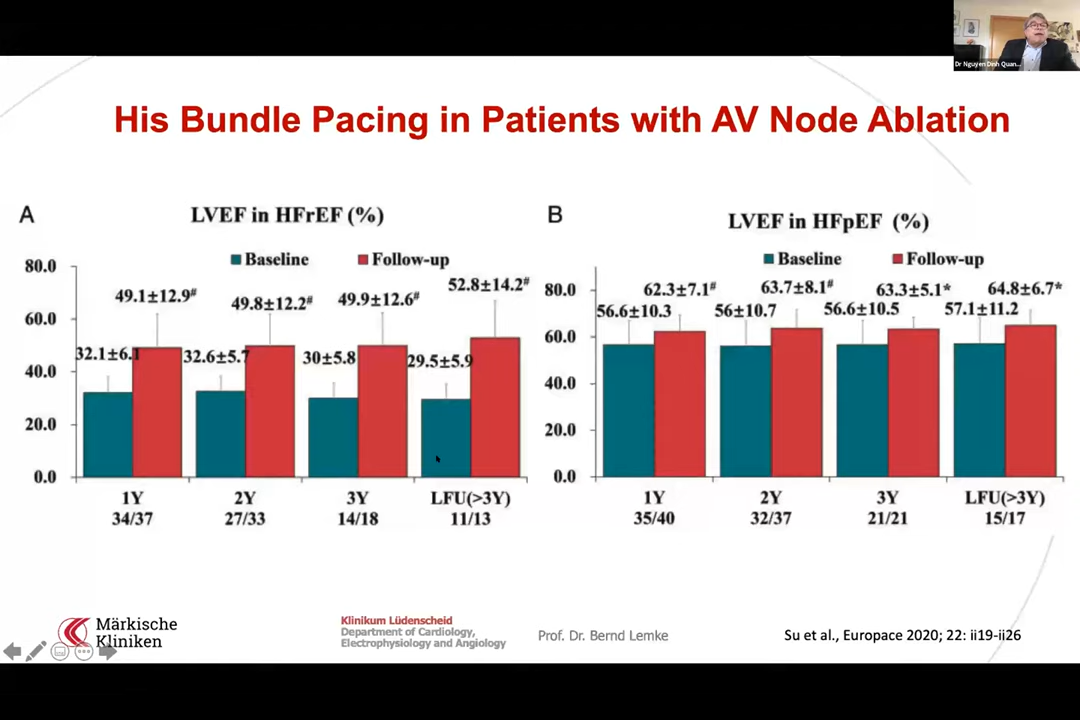 Dr Nguyen Dinh Quan...
His Bundle Pacing in Patients with AV Node Ablation
A
LVEF in HFrEF (%)
Baseline
Follow-up
80.0
60.0
40.0
20.0
0.0
32.1±6.1
49.1±12.9#
32.6±5.7
49.8±12.2#
30±5.8
49.9±12.6#
29.5±5.9
52.8±14.2#
1Y
2Y
3Y
LFU(>3Y)
34/37
27/33
14/18
11/13
B
LVEF in HFpEF (%)
Baseline
Follow-up
80.0
60.0
40.0
20.0
0.0
56.6±10.3
62.3±7.1#
56±10.7
63.7±8.1#
56.6±10.5
63.3±5.1*
57.1±11.2
64.8±6.7*
1Y
2Y
3Y
LFU(>3Y)
35/40
32/37
21/21
15/17
Märkische
Kliniken
Klinikum Lüdenscheid
Department of Cardiology,
Electrophysiology and Angiology
Prof. Dr. Bernd Lemke
Su et al., Europace 2020; 22: ii19-ii26